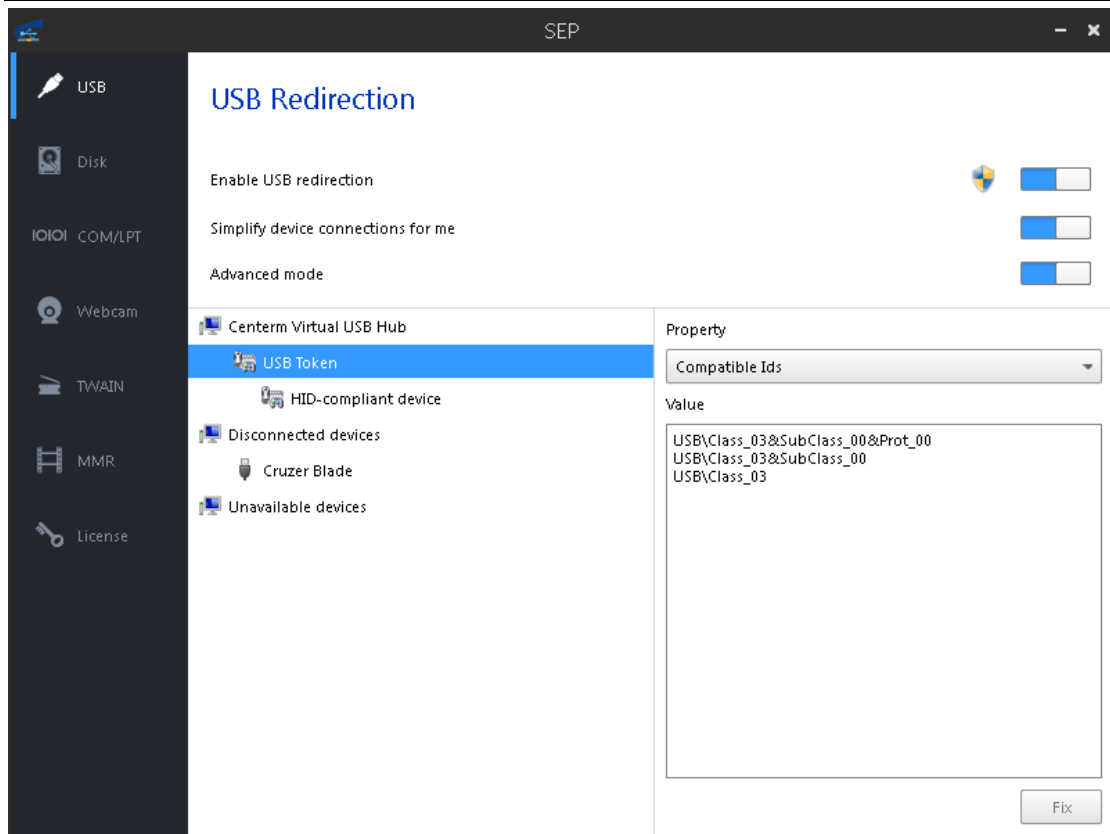 SEP
USB
Disk
IOIOI COM/LPT
Webcam
TWAIN
MMR
License
USB Redirection
Enable USB redirection
Simplify device connections for me
Advanced mode
Centerm Virtual USB Hub
USB Token
HID-compliant device
Disconnected devices
Cruzer Blade
Unavailable devices
Property
Compatible Ids
Value
USB\Class_03&SubClass_00&Prot_00
USB\Class_03&SubClass_00
USB\Class_03
Fix